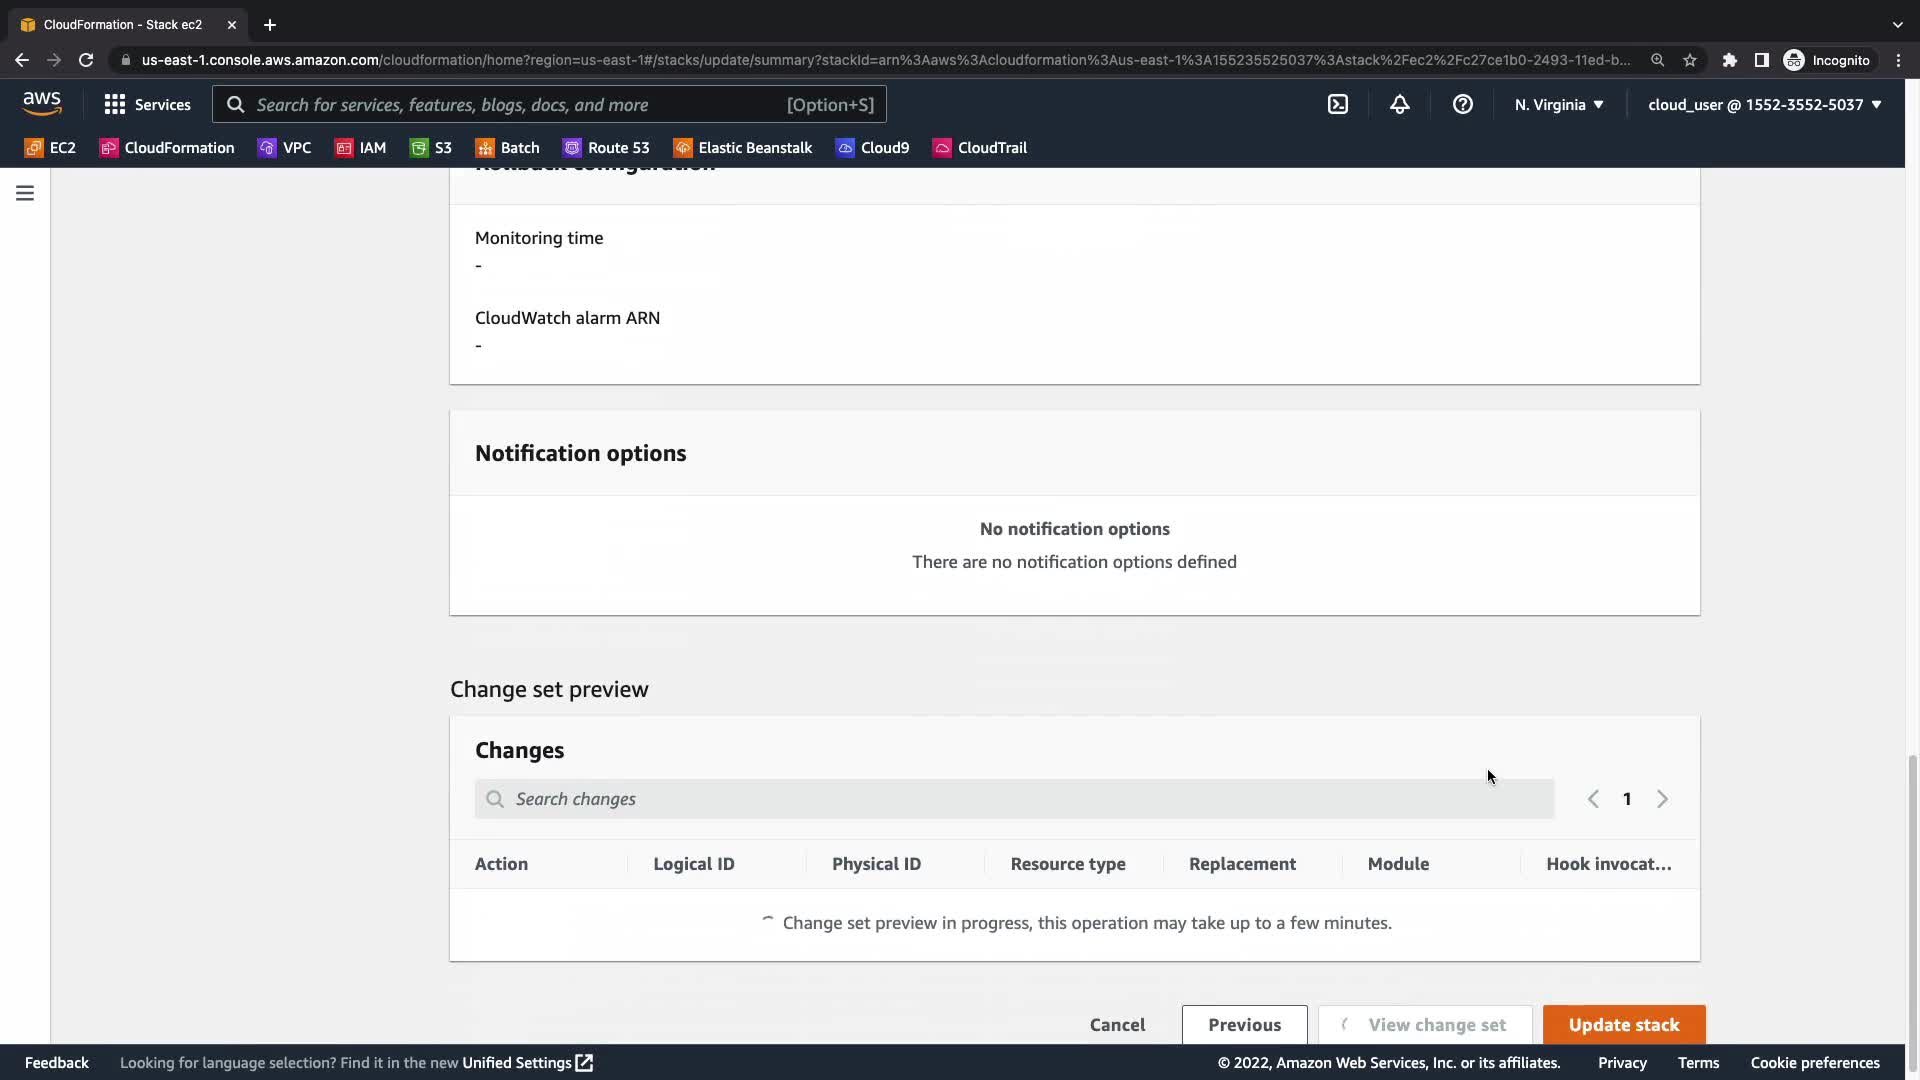 CloudFormation - Stack ec2
us-east-1.console.aws.amazon.com/cloudformation/home?region=us-east-1#/stacks/update/summary?stackId=arn%3Aaws%3Acloudformation%3Aus-east-1%3A155235525037%3Astack%2Fec2%2Fc27ce1b0-2493-11ed-b...
Incognito
aws
Services
Search for services, features, blogs, docs, and more
[Option+S]
N. Virginia
cloud_user @ 1552-3552-5037
EC2
CloudFormation
VPC
IAM
S3
Batch
Route 53
Elastic Beanstalk
Cloud9
CloudTrail
Rollback configuration
Monitoring time
-
CloudWatch alarm ARN
-
Notification options
No notification options
There are no notification options defined
Change set preview
Changes
Search changes
1
Action
Logical ID
Physical ID
Resource type
Replacement
Module
Hook invocat...
Change set preview in progress, this operation may take up to a few minutes.
Cancel
Previous
View change set
Update stack
Feedback
Looking for language selection? Find it in the new Unified Settings
© 2022, Amazon Web Services, Inc. or its affiliates.
Privacy
Terms
Cookie preferences